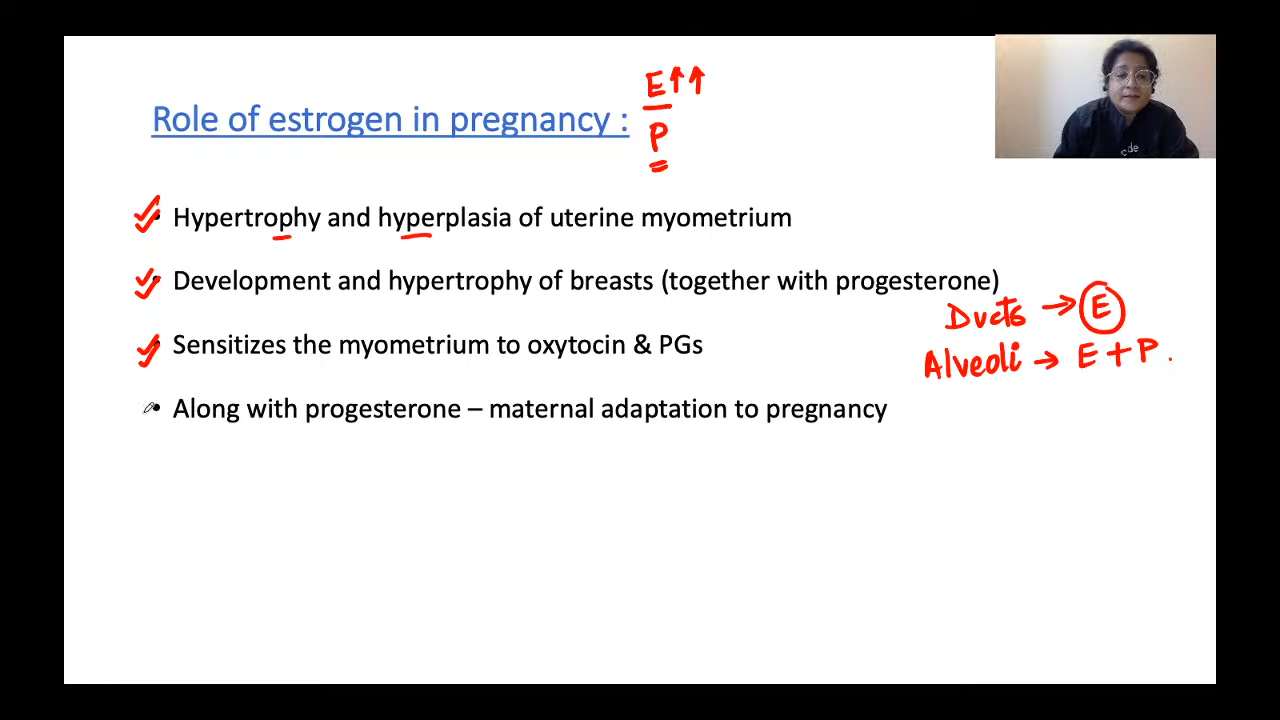 E↑↑
Role of estrogen in pregnancy :
P
• Hypertrophy and hyperplasia of uterine myometrium
• Development and hypertrophy of breasts (together with progesterone)
Ducts → E
• Sensitizes the myometrium to oxytocin & PGs
Alveoli → E + P.
• Along with progesterone – maternal adaptation to pregnancy